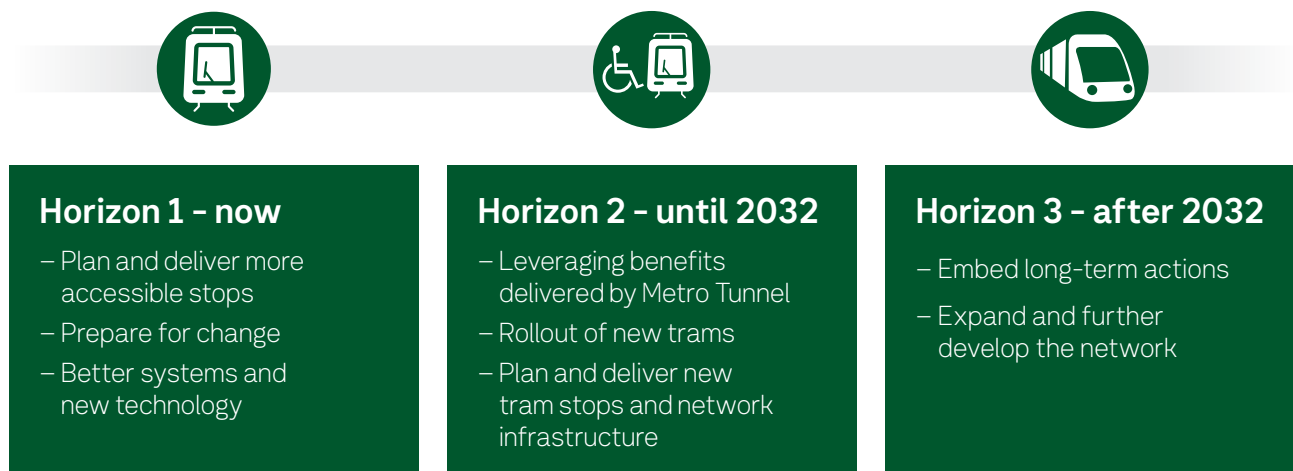 Horizon 1 - now
– Plan and deliver more
accessible stops
– Prepare for change
– Better systems and
new technology
Horizon 2 - until 2032
– Leveraging benefits
delivered by Metro Tunnel
– Rollout of new trams
– Plan and deliver new
tram stops and network
infrastructure
Horizon 3 - after 2032
– Embed long-term actions
– Expand and further
develop the network